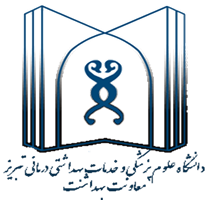 دانشگاه علوم پزشکی و خدمات بهداشتی درمانی تبریز
معاونت بهداشت